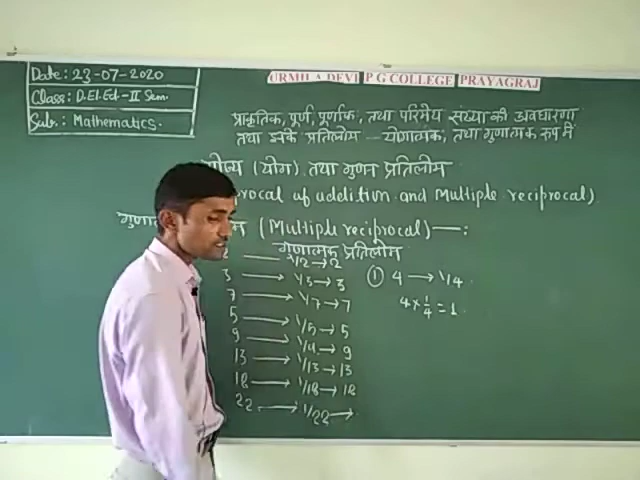 Date: 23-07-2020
Class: D.El.Ed-II Sem.
Sub.: Mathematics.
URMILA DEVI P G COLLEGE PRAYAGRAJ
प्राकृतिक, पूर्ण, पूर्णांक, तथा परिमेय संख्या की अवधारणा
तथा इनके प्रतिलोम - योगात्मक, तथा गुणात्मक रूप में
योज्य (योग) तथा गुणन प्रतिलोम
procal of addition and Multiple reciprocal)
(Multiple reciprocal)—:
गुणात्मक प्रतिलोम
2 → 1/2 → 2
3 → 1/3 → 3
7 → 1/7 → 7
5 → 1/5 → 5
9 → 1/9 → 9
13 → 1/13 → 13
18 → 1/18 → 18
22 → 1/22 →
① 4 → 1/4
4 × 1/4 = 1.